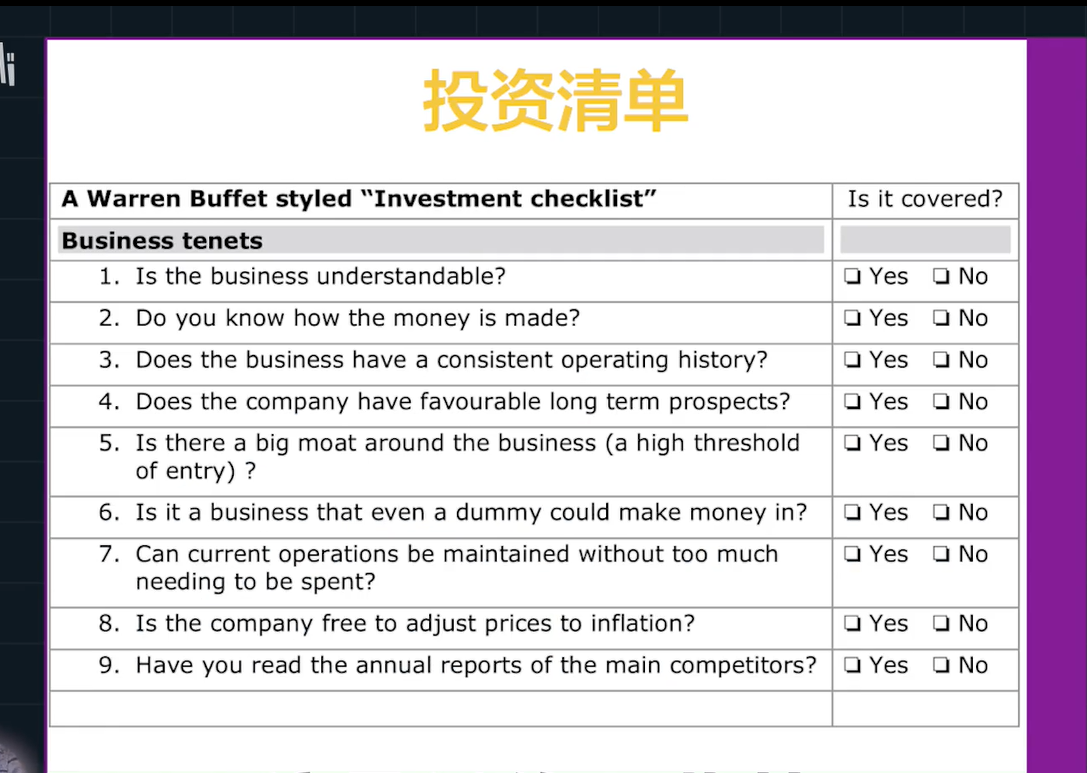 投资清单
A Warren Buffet styled “Investment checklist” Is it covered?
Business tenets
1. Is the business understandable? ❏ Yes ❏ No
2. Do you know how the money is made? ❏ Yes ❏ No
3. Does the business have a consistent operating history? ❏ Yes ❏ No
4. Does the company have favourable long term prospects? ❏ Yes ❏ No
5. Is there a big moat around the business (a high threshold ❏ Yes ❏ No
of entry) ?
6. Is it a business that even a dummy could make money in? ❏ Yes ❏ No
7. Can current operations be maintained without too much ❏ Yes ❏ No
needing to be spent?
8. Is the company free to adjust prices to inflation? ❏ Yes ❏ No
9. Have you read the annual reports of the main competitors? ❏ Yes ❏ No